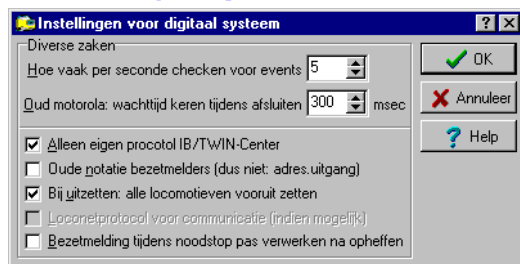 Instellingen voor digitaal systeem
Diverse zaken
Hoe vaak per seconde checken voor events 5
Oud motorola: wachttijd keren tijdens afsluiten 300 msec
Alleen eigen procotol IB/TWIN-Center
Oude notatie bezetmelders (dus niet: adres.uitgang)
Bij uitzetten: alle locomotieven vooruit zetten
Loconetprotocol voor communicatie (indien mogelijk)
Bezetmelding tijdens noodstop pas verwerken na opheffen
OK
Annuleer
Help